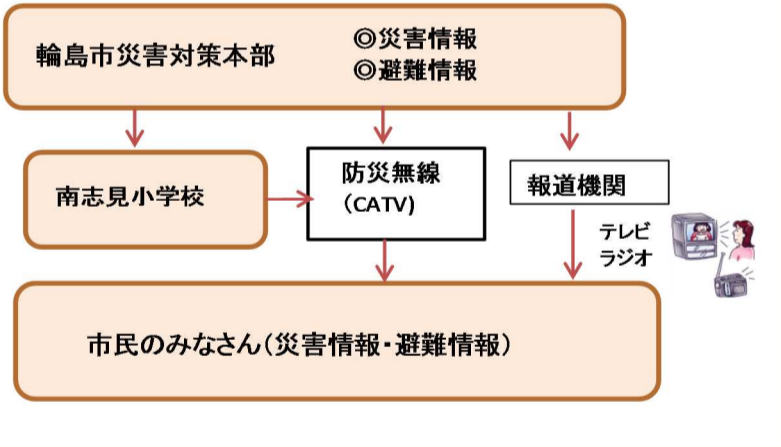 輪島市災害対策本部
◎災害情報
◎避難情報
南志見小学校
防災無線
（CATV)
報道機関
テレビ
ラジオ
市民のみなさん（災害情報・避難情報）